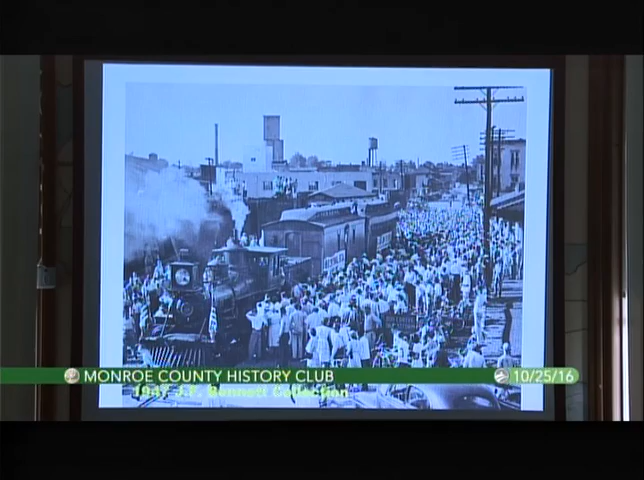 MONROE COUNTY HISTORY CLUB
10/25/16
1947 J.F. Bennett Collection